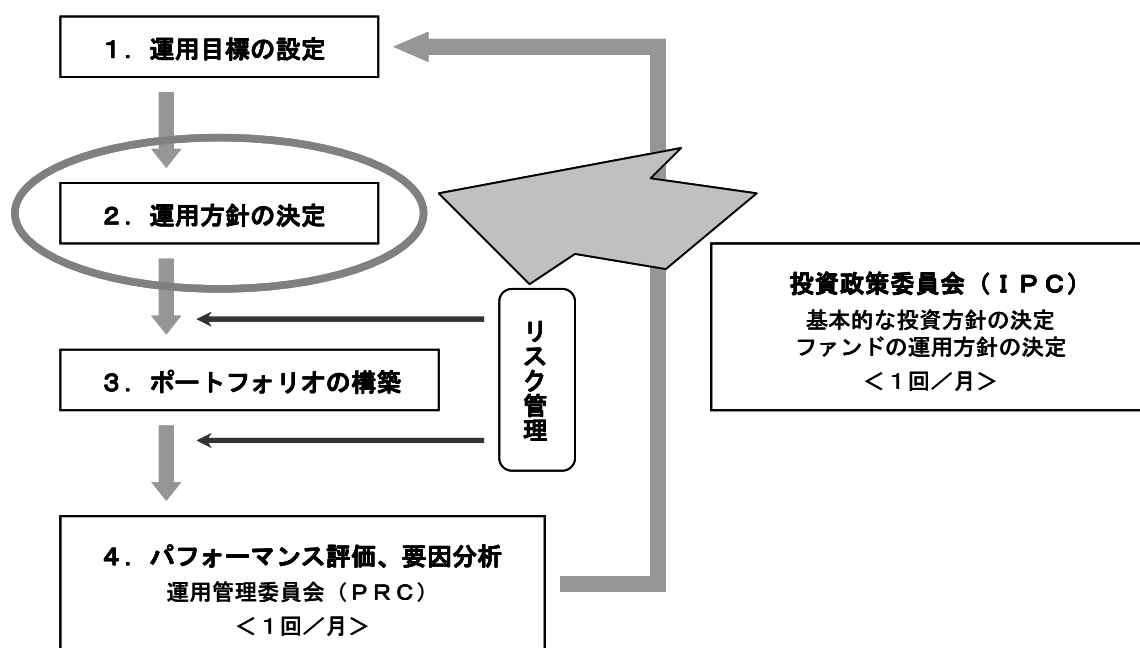 １．運用目標の設定
２．運用方針の決定
３．ポートフォリオの構築
４．パフォーマンス評価、要因分析
運用管理委員会（ＰＲＣ）
＜１回／月＞
リスク管理
投資政策委員会（ＩＰＣ）
基本的な投資方針の決定
ファンドの運用方針の決定
＜１回／月＞